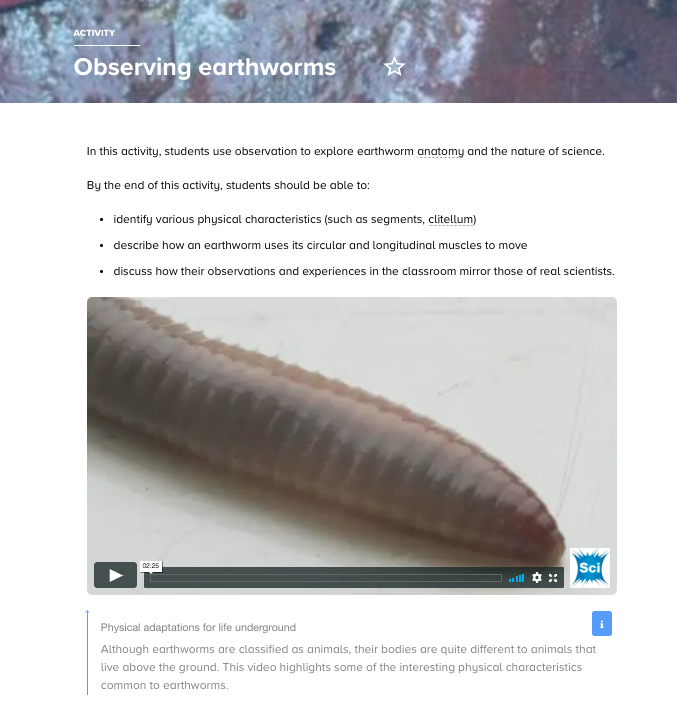 ACTIVITY
Observing earthworms
In this activity, students use observation to explore earthworm anatomy and the nature of science.
By the end of this activity, students should be able to:
• identify various physical characteristics (such as segments, clitellum)
• describe how an earthworm uses its circular and longitudinal muscles to move
• discuss how their observations and experiences in the classroom mirror those of real scientists.
02:25
Sci
i
Physical adaptations for life underground
Although earthworms are classified as animals, their bodies are quite different to animals that
live above the ground. This video highlights some of the interesting physical characteristics
common to earthworms.